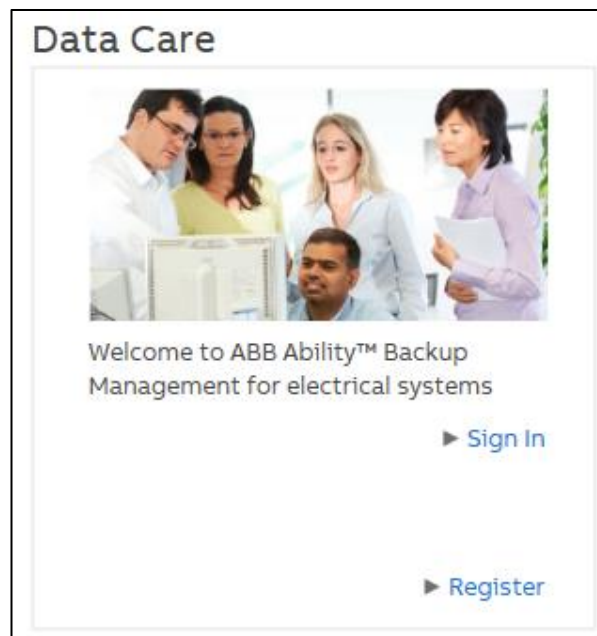 Data Care
Welcome to ABB Ability™ Backup
Management for electrical systems
► Sign In
► Register